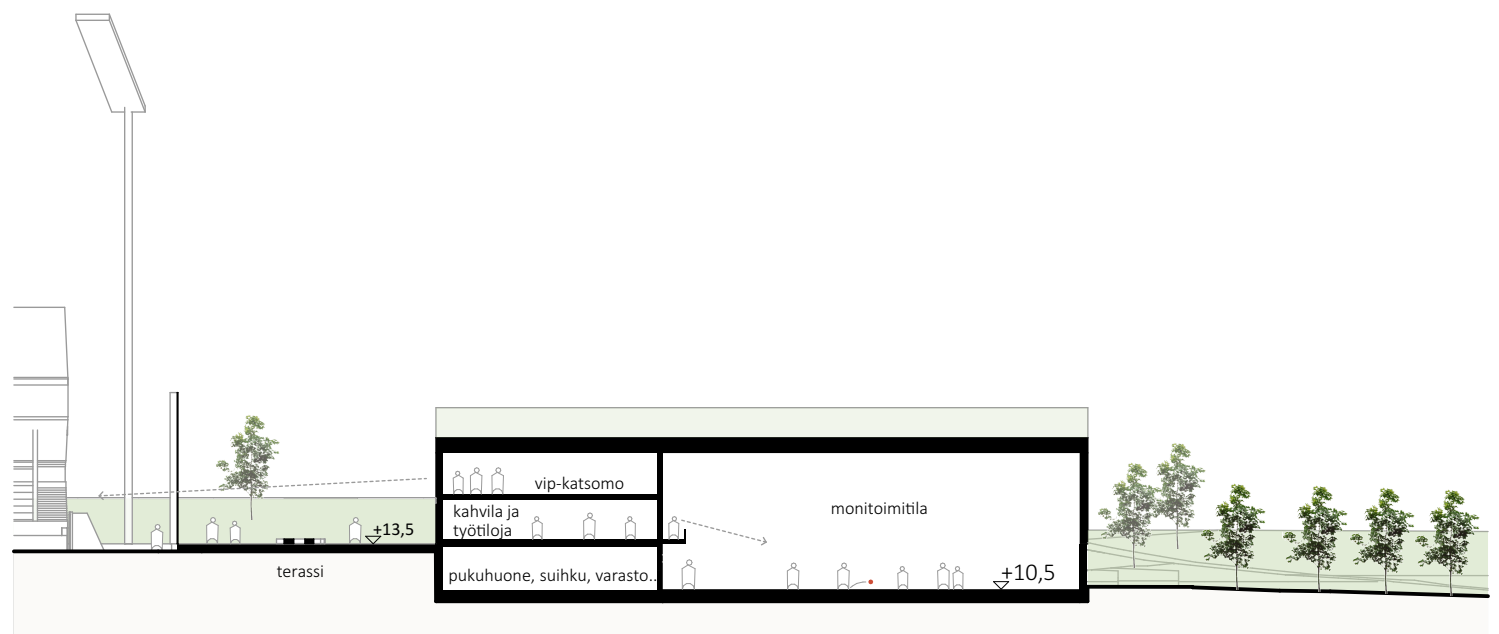 vip-katsomo
kahvila ja
työtiloja
monitoimitila
+13,5
terassi
pukuhuone, suihku, varasto..
+10,5